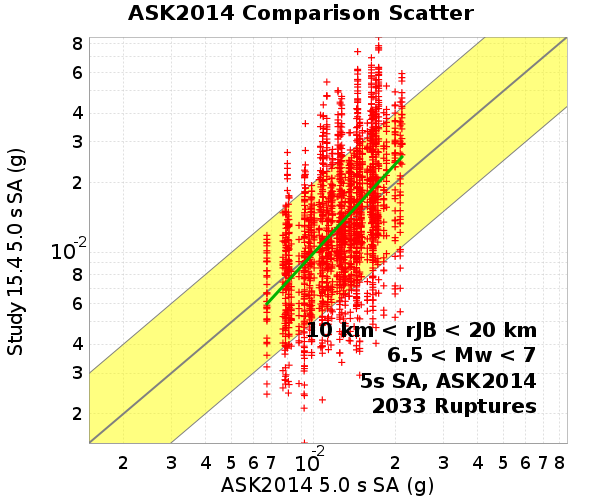 ASK2014 Comparison Scatter
Study 15.4 5.0 s SA (g)
8
6
4
3
2
10^-2
8
6
4
3
2
10 km < rJB < 20 km
6.5 < Mw < 7
5s SA, ASK2014
2033 Ruptures
2 3 4 5 6 7 10^-2 2 3 4 5 6 7 8
ASK2014 5.0 s SA (g)